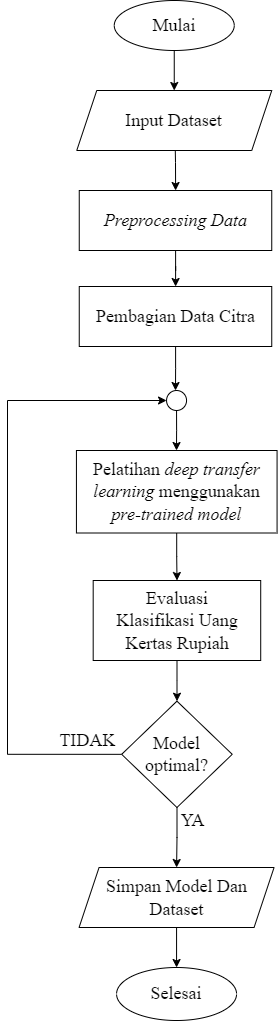 Mulai
Input Dataset
Preprocessing Data
Pembagian Data Citra
Pelatihan deep transfer
learning menggunakan
pre-trained model
Evaluasi
Klasifikasi Uang
Kertas Rupiah
TIDAK
Model
optimal?
YA
Simpan Model Dan
Dataset
Selesai